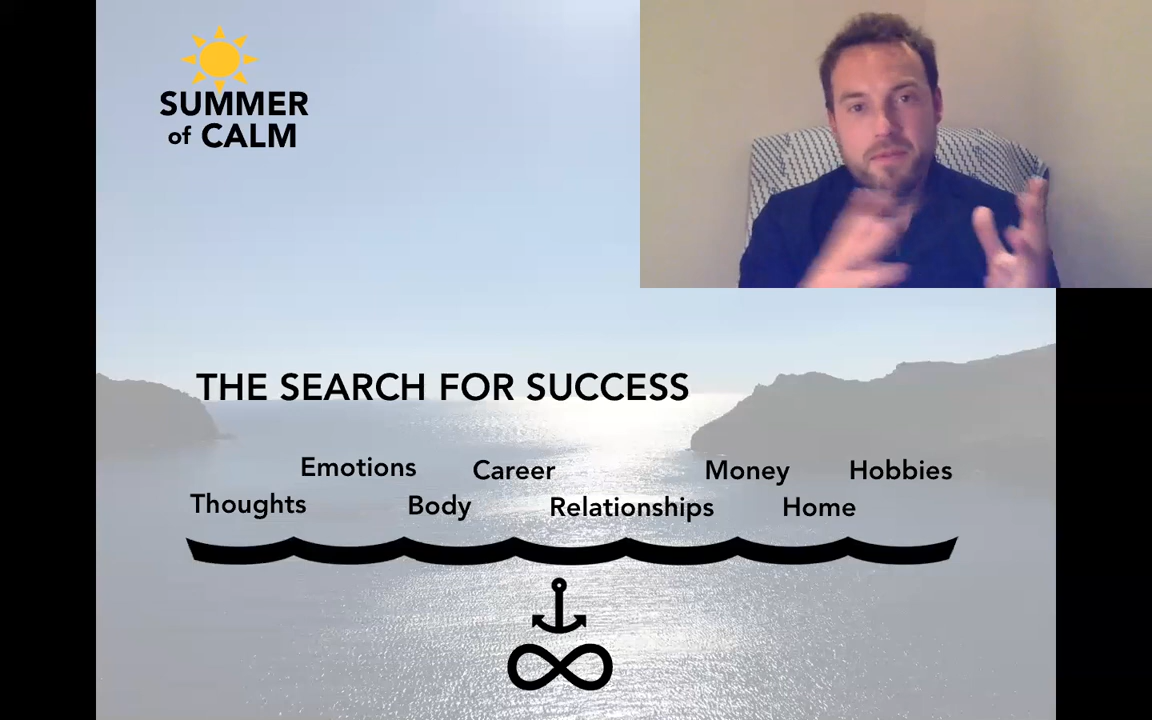 SUMMER
of CALM
THE SEARCH FOR SUCCESS
Emotions Career Money Hobbies
Thoughts Body Relationships Home